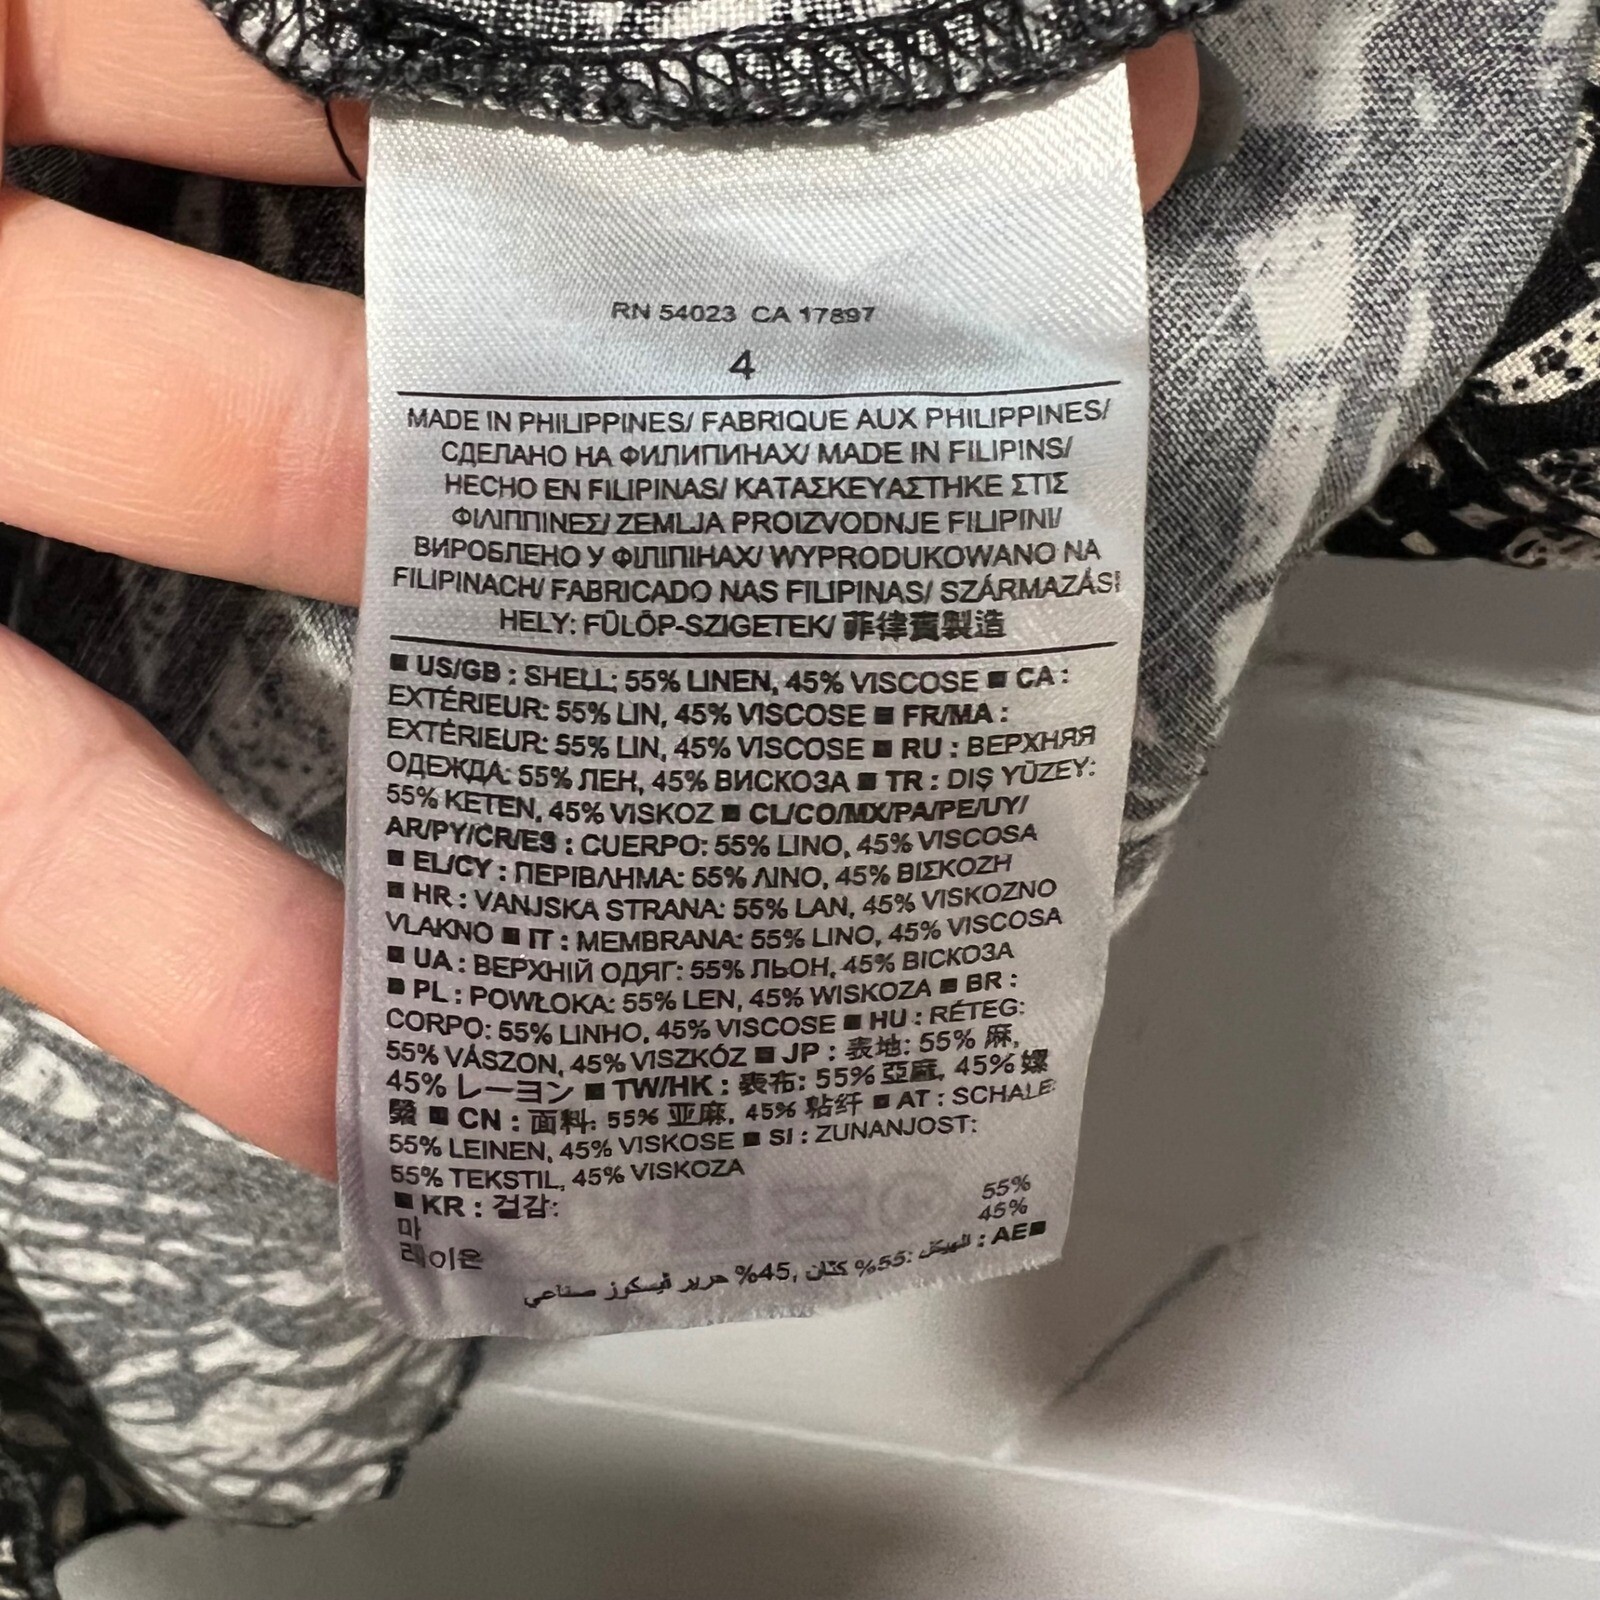 RN 54023 CA 17897
4
MADE IN PHILIPPINES/ FABRIQUE AUX PHILIPPINES/
СДЕЛАНО НА ФИЛИПИНАХ/ MADE IN FILIPINS/
HECHO EN FILIPINAS/ ΚΑΤΑΣΚΕΥΑΣΤΗΚΕ ΣΤΙΣ
ΦΙΛΙΠΠΙΝΕΣ/ ZEMLJA PROIZVODNJE FILIPINI/
ВИРОБЛЕНО У ФІЛІПІНАХ/ WYPRODUKOWANO NA
FILIPINACH/ FABRICADO NAS FILIPINAS/ SZÁRMAZÁSI
HELY: FÜLÖP-SZIGETEK/ 菲律賓製造
■ US/GB : SHELL: 55% LINEN, 45% VISCOSE ■ CA :
EXTÉRIEUR: 55% LIN, 45% VISCOSE ■ FR/MA :
EXTÉRIEUR: 55% LIN, 45% VISCOSE ■ RU : ВЕРХНЯЯ
ОДЕЖДА: 55% ЛЕН, 45% ВИСКОЗА ■ TR : DIŞ YÜZEY:
55% KETEN, 45% VISKOZ ■ CL/CO/MX/PA/PE/UY/
AR/PY/CR/ES : CUERPO: 55% LINO, 45% VISCOSA
■ EL/CY : ΠΕΡΙΒΛΗΜΑ: 55% ΛΙΝΟ, 45% ΒΙΣΚΟΖΗ
■ HR : VANJSKA STRANA: 55% LAN, 45% VISKOZNO
VLAKNO ■ IT : MEMBRANA: 55% LINO, 45% VISCOSA
■ UA : ВЕРХНІЙ ОДЯГ: 55% ЛЬОН, 45% ВІСКОЗА
■ PL : POWŁOKA: 55% LEN, 45% WISKOZA ■ BR :
CORPO: 55% LINHO, 45% VISCOSE ■ HU : RÉTEG:
55% VÁSZON, 45% VISZKÓZ ■ JP : 表地: 55% 麻,
45% レーヨン ■ TW/HK : 表布: 55% 亞麻, 45% 嫘
縈 ■ CN : 面料: 55% 亚麻, 45% 粘纤 ■ AT : SCHALE:
55% LEINEN, 45% VISKOSE ■ SI : ZUNANJOST:
55% TEKSTIL, 45% VISKOZA
■ KR : 겉감:
마 55%
레이온 45%
■AE : الهيكل: 55% كتان, 45% حرير فيسكوز صناعي